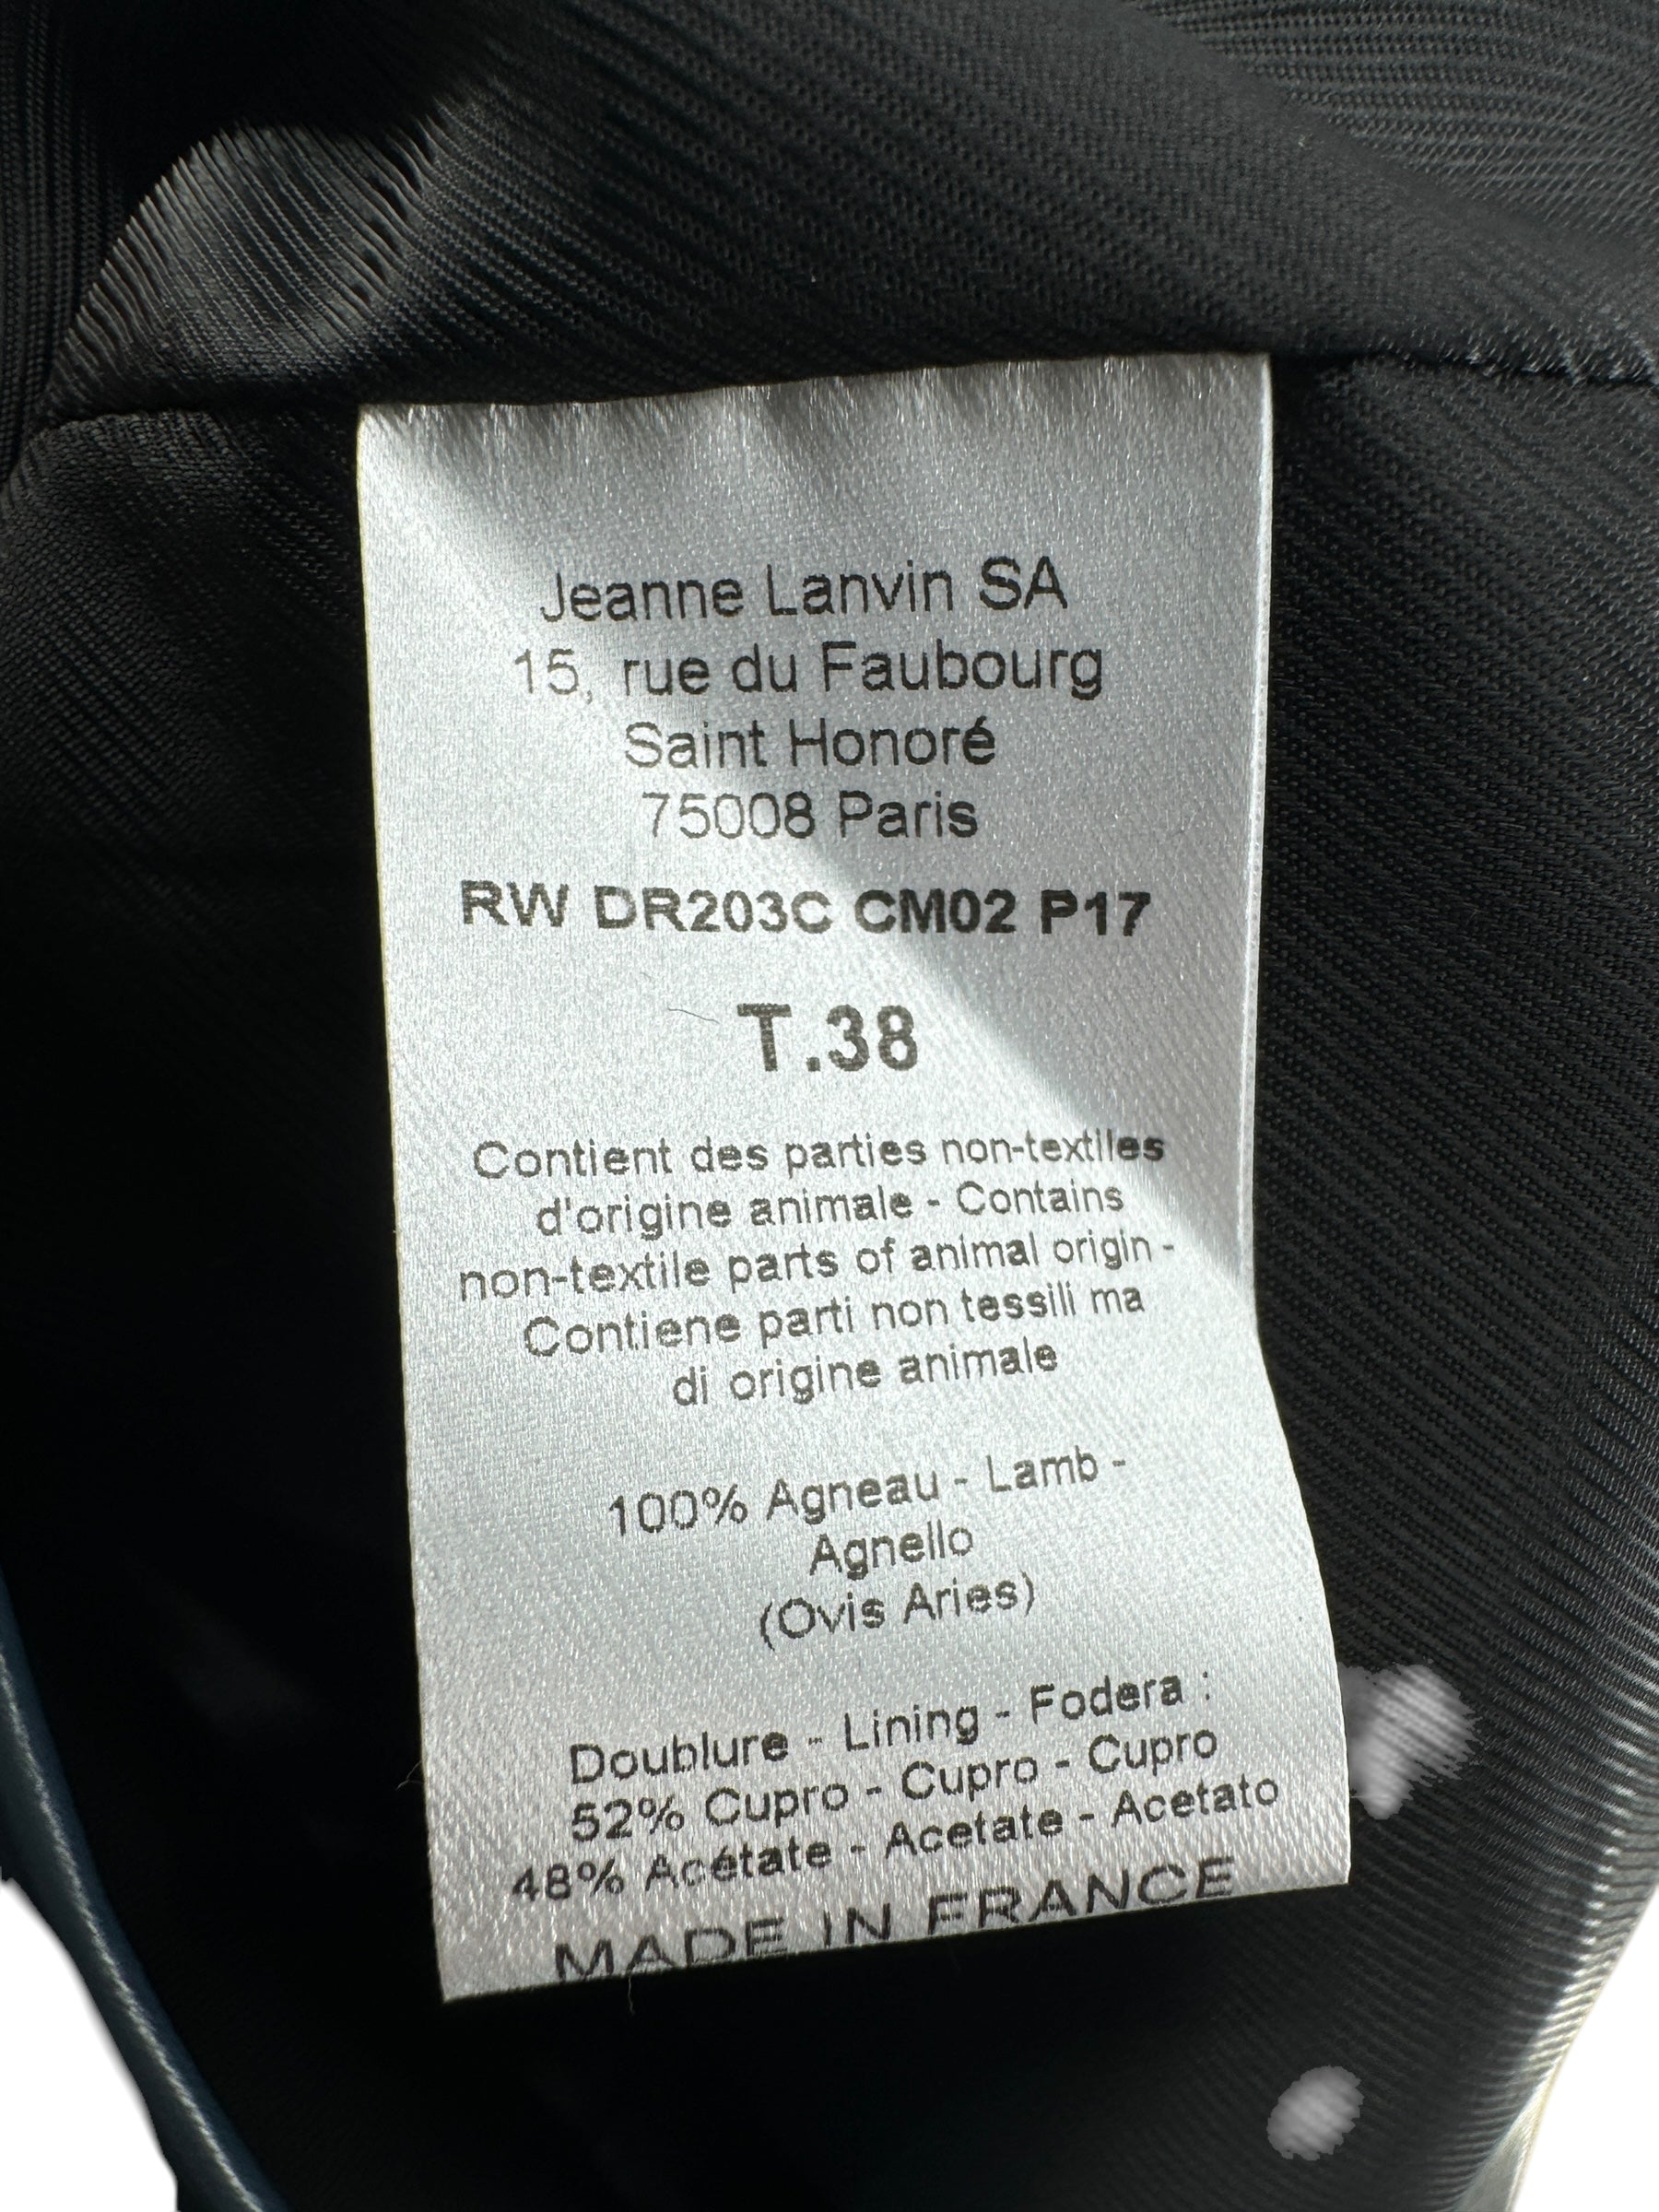 Jeanne Lanvin SA
15, rue du Faubourg
Saint Honoré
75008 Paris
RW DR203C CM02 P17
T.38
Contient des parties non-textiles
d'origine animale - Contains
non-textile parts of animal origin -
Contiene parti non tessili ma
di origine animale
100% Agneau - Lamb -
Agnello
(Ovis Aries)
Doublure - Lining - Fodera :
52% Cupro - Cupro - Cupro
48% Acétate - Acetate - Acetato
MADE IN FRANCE